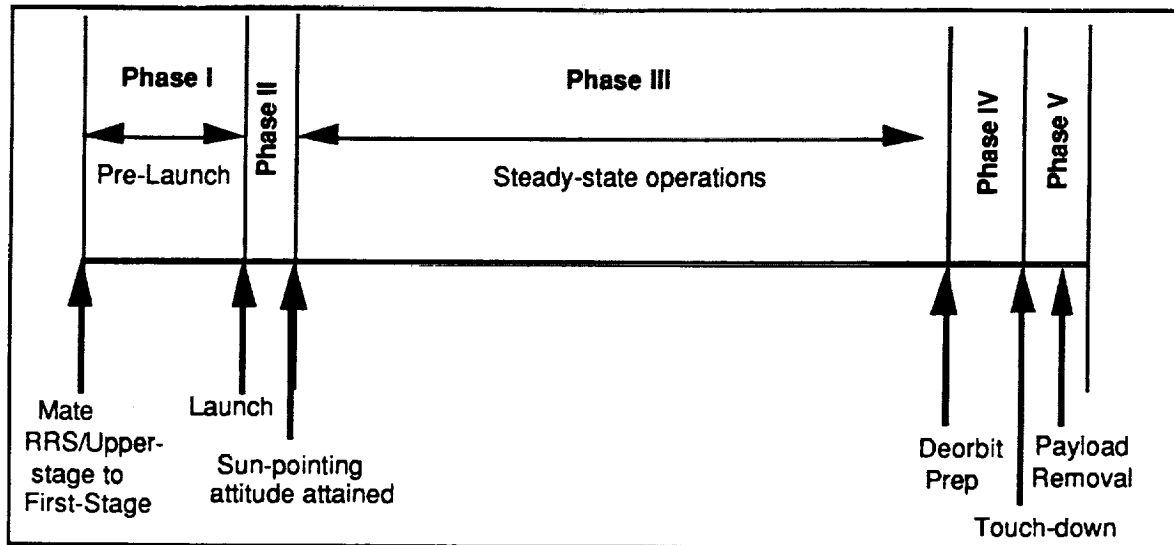 Phase I
Pre-Launch
Phase II
Phase III
Steady-state operations
Phase IV
Phase V
Mate
RRS/Upper-
stage to
First-Stage
Launch
Sun-pointing
attitude attained
Deorbit
Prep
Touch-down
Payload
Removal